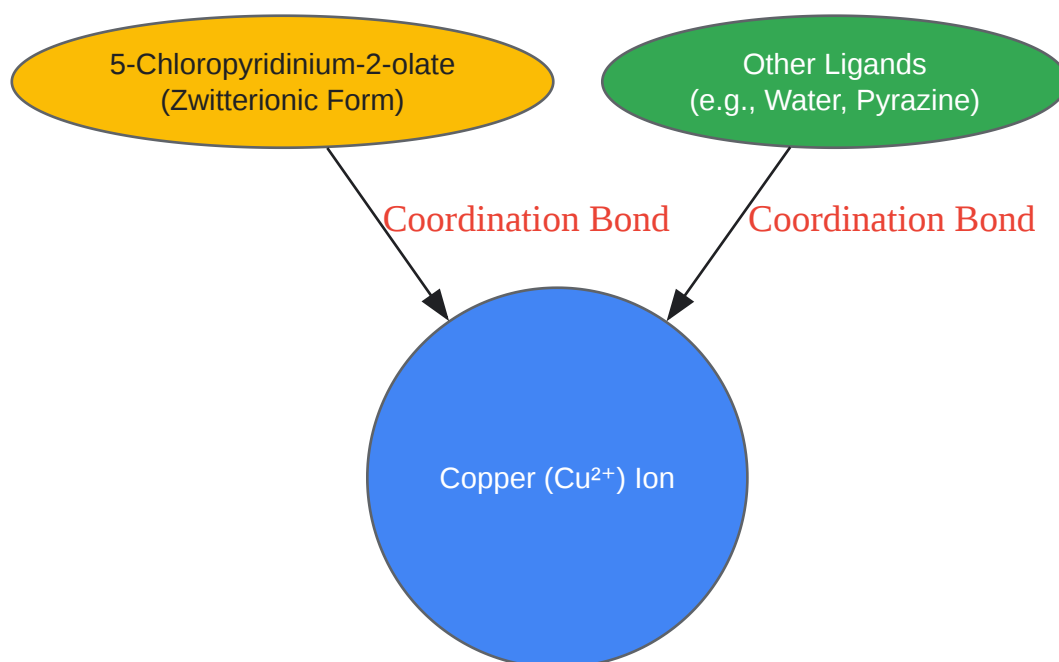 5-Chloropyridinium-2-olate
(Zwitterionic Form)
Other Ligands
(e.g., Water, Pyrazine)
Coordination Bond
Coordination Bond
Copper (Cu²⁺) Ion